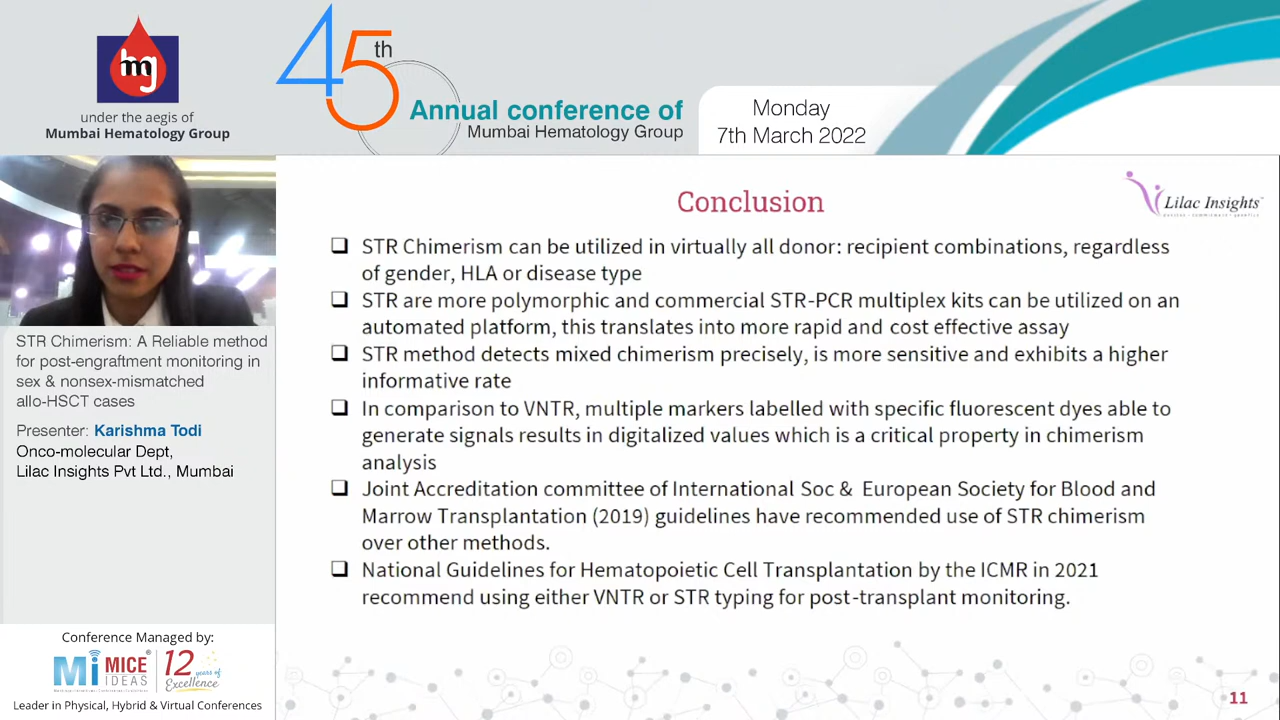 hmg
under the aegis of
Mumbai Hematology Group
45th
Annual conference of
Mumbai Hematology Group
Monday
7th March 2022
STR Chimerism: A Reliable method
for post-engraftment monitoring in
sex & nonsex-mismatched
allo-HSCT cases
Presenter: Karishma Todi
Onco-molecular Dept,
Lilac Insights Pvt Ltd., Mumbai
Conference Managed by:
Mi MICE IDEAS
12 years of Excellence
Leader in Physical, Hybrid & Virtual Conferences
Lilac Insights
Conclusion
STR Chimerism can be utilized in virtually all donor: recipient combinations, regardless
of gender, HLA or disease type
STR are more polymorphic and commercial STR-PCR multiplex kits can be utilized on an
automated platform, this translates into more rapid and cost effective assay
STR method detects mixed chimerism precisely, is more sensitive and exhibits a higher
informative rate
In comparison to VNTR, multiple markers labelled with specific fluorescent dyes able to
generate signals results in digitalized values which is a critical property in chimerism
analysis
Joint Accreditation committee of International Soc & European Society for Blood and
Marrow Transplantation (2019) guidelines have recommended use of STR chimerism
over other methods.
National Guidelines for Hematopoietic Cell Transplantation by the ICMR in 2021
recommend using either VNTR or STR typing for post-transplant monitoring.
11